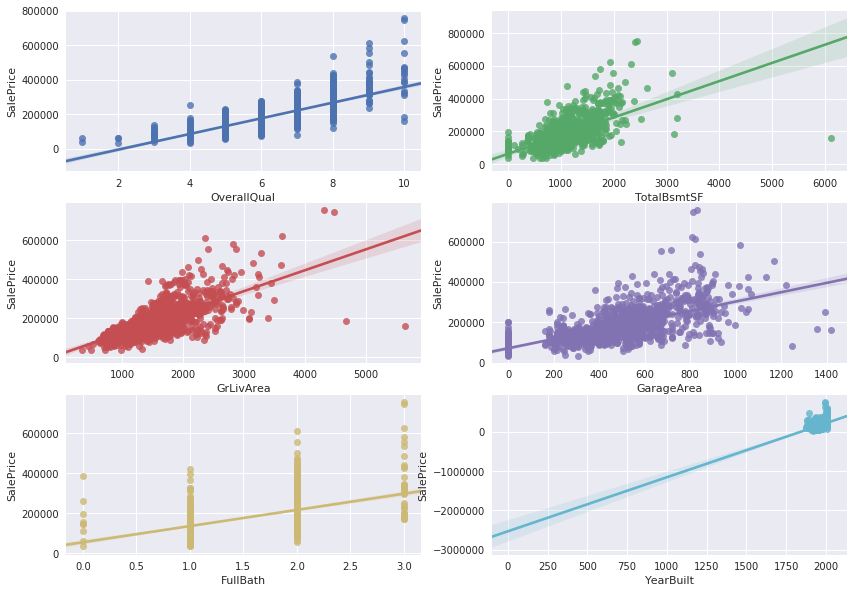 800000
600000
400000
200000
0
SalePrice
2 4 6 8 10
OverallQual
800000
600000
400000
200000
0
SalePrice
0 1000 2000 3000 4000 5000 6000
TotalBsmtSF
600000
400000
200000
0
SalePrice
1000 2000 3000 4000 5000
GrLivArea
600000
400000
200000
0
SalePrice
0 200 400 600 800 1000 1200 1400
GarageArea
600000
400000
200000
0
SalePrice
0.0 0.5 1.0 1.5 2.0 2.5 3.0
FullBath
0
−1000000
−2000000
−3000000
SalePrice
0 250 500 750 1000 1250 1500 1750 2000
YearBuilt